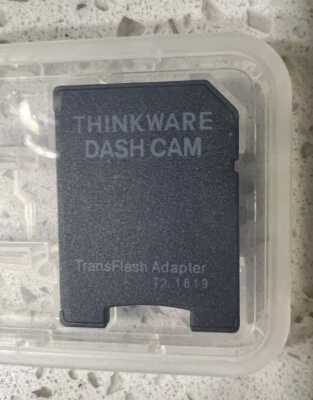 THINKWARE
DASH CAM
TransFlash Adapter
T2.1819